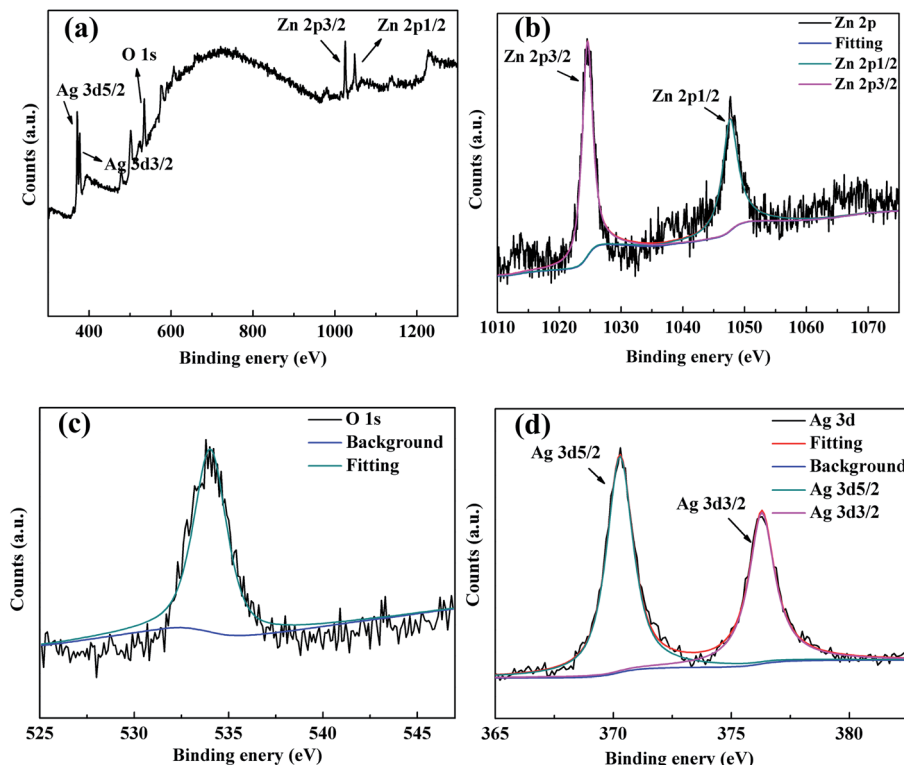 (a)
Ag 3d5/2
Ag 3d3/2
O 1s
Zn 2p3/2
Zn 2p1/2
Counts (a.u.)
400 600 800 1000 1200
Binding enery (eV)
(b)
Zn 2p3/2
Zn 2p1/2
Zn 2p
Fitting
Zn 2p1/2
Zn 2p3/2
Counts (a.u.)
1010 1020 1030 1040 1050 1060 1070
Binding enery (eV)
(c)
O 1s
Background
Fitting
Counts (a.u.)
525 530 535 540 545
Binding enery (eV)
(d)
Ag 3d5/2
Ag 3d3/2
Ag 3d
Fitting
Background
Ag 3d5/2
Ag 3d3/2
Counts (a.u.)
365 370 375 380
Binding enery (eV)